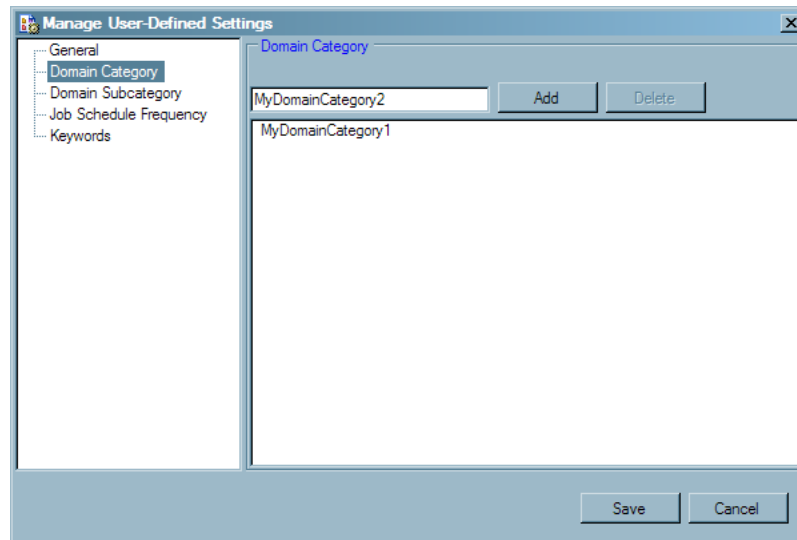 Manage User-Defined Settings
General
Domain Category
Domain Subcategory
Job Schedule Frequency
Keywords
Domain Category
MyDomainCategory2
Add
Delete
MyDomainCategory1
Save
Cancel